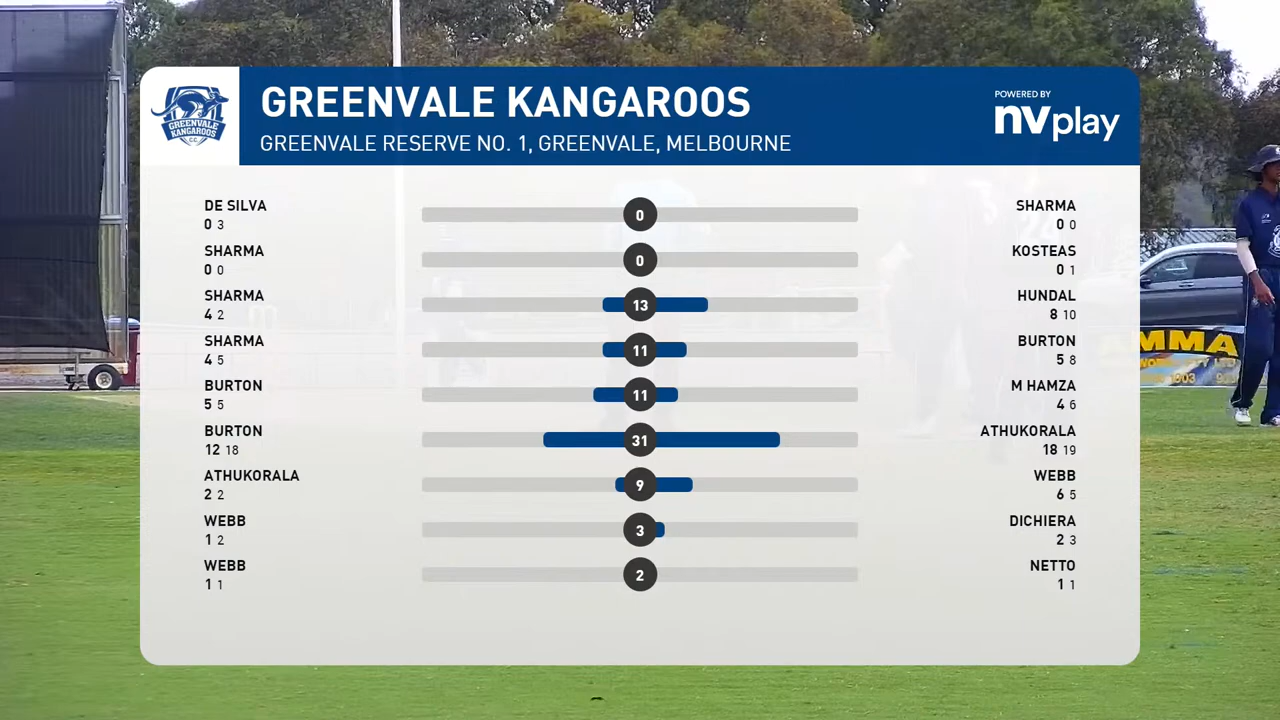 GREENVALE KANGAROOS
GREENVALE RESERVE NO. 1, GREENVALE, MELBOURNE
POWERED BY
nvplay
GREENVALE
KANGAROOS
C.C.
DE SILVA
0 3
0
SHARMA
0 0
SHARMA
0 0
0
KOSTEAS
0 1
SHARMA
4 2
13
HUNDAL
8 10
SHARMA
4 5
11
BURTON
5 8
BURTON
5 5
11
M HAMZA
4 6
BURTON
12 18
31
ATHUKORALA
18 19
ATHUKORALA
2 2
9
WEBB
6 5
WEBB
1 2
3
DICHIERA
2 3
WEBB
1 1
2
NETTO
1 1
MMA